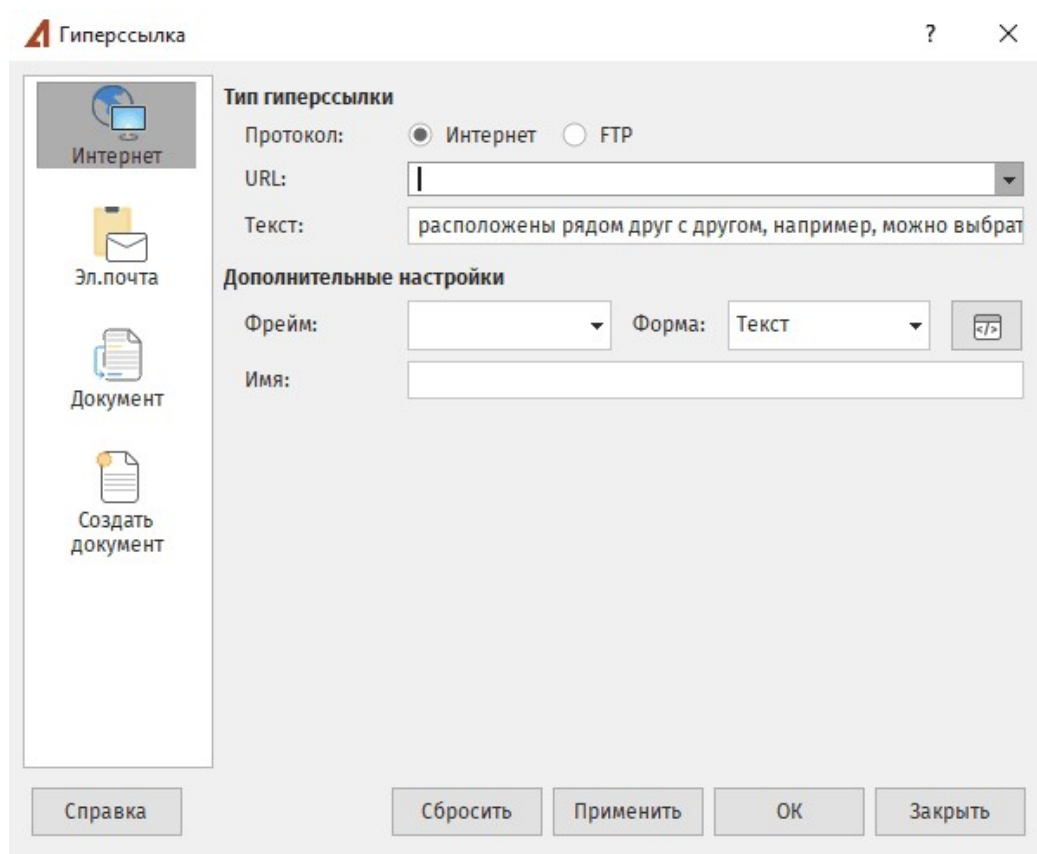 Гиперссылка
?
Интернет
Эл.почта
Документ
Создать
документ
Тип гиперссылки
Протокол: Интернет FTP
URL:
Текст: расположены рядом друг с другом, например, можно выбрат
Дополнительные настройки
Фрейм: Форма: Текст </>
Имя:
Справка Сбросить Применить ОК Закрыть